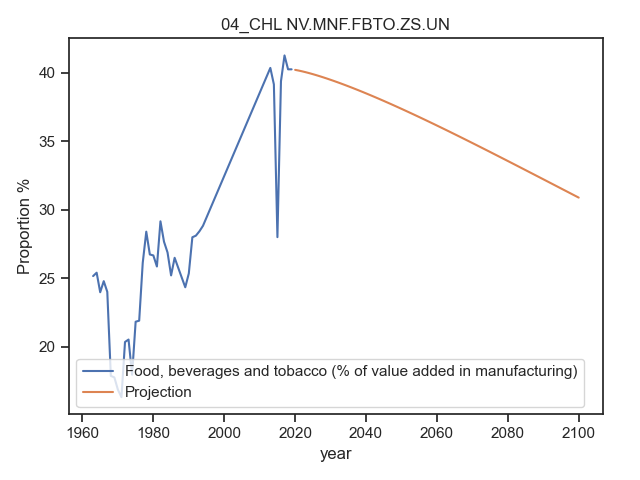 04_CHL NV.MNF.FBTO.ZS.UN
40
35
30
25
20
Proportion %
Food, beverages and tobacco (% of value added in manufacturing)
Projection
1960 1980 2000 2020 2040 2060 2080 2100
year